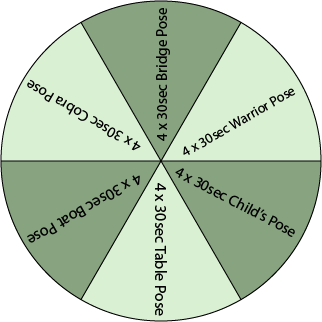 4 x 30sec Bridge Pose
4 x 30sec Warrior Pose
4 x 30sec Child's Pose
4 x 30sec Table Pose
4 x 30sec Boat Pose
4 x 30sec Cobra Pose